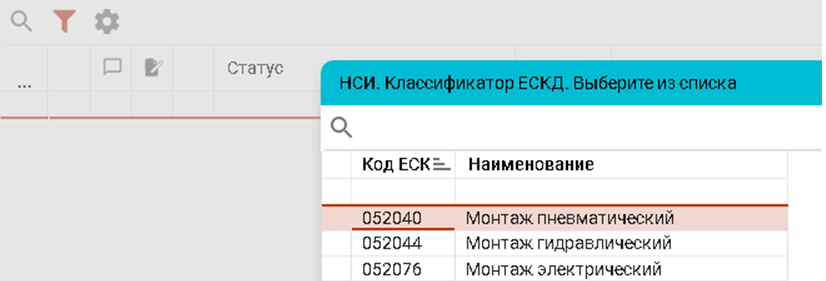 Статус
...
НСИ. Классификатор ЕСКД. Выберите из списка
Код ЕСК Наименование
052040 Монтаж пневматический
052044 Монтаж гидравлический
052076 Монтаж электрический